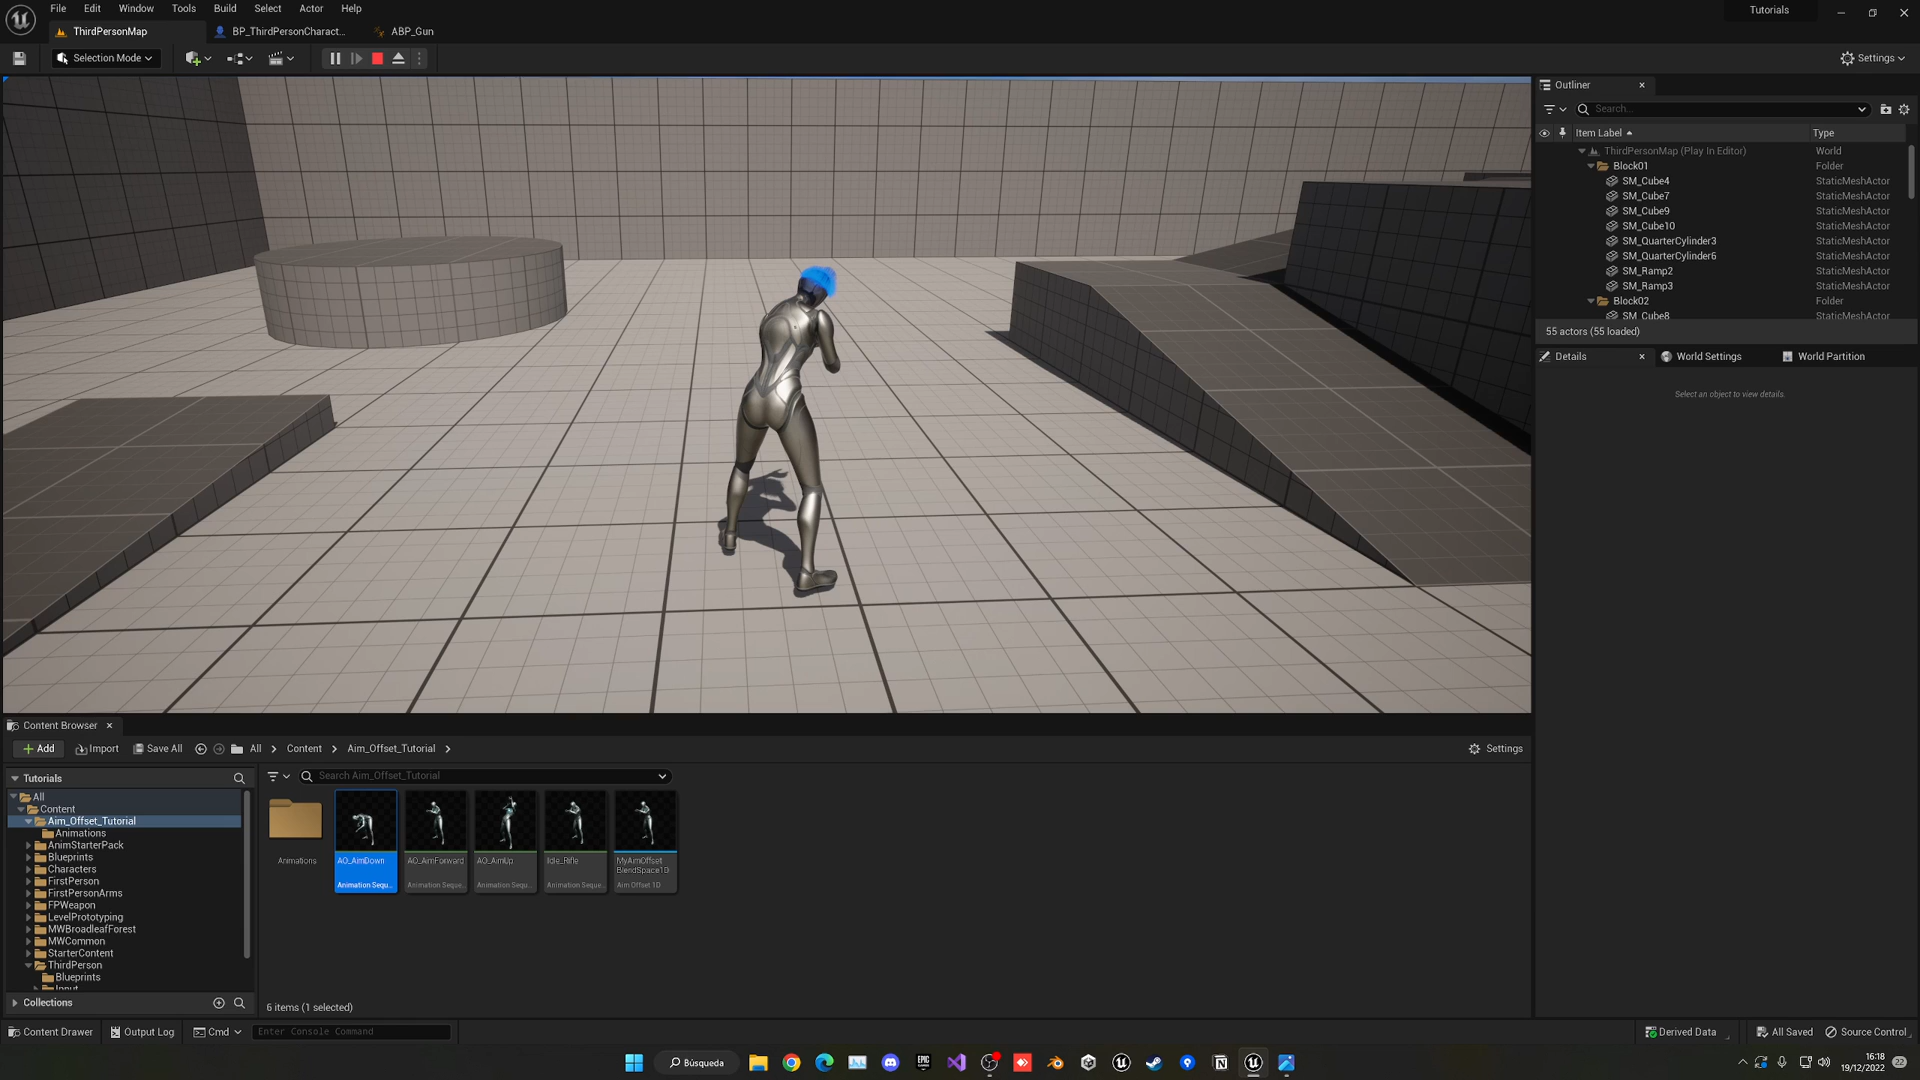 File Edit Window Tools Build Select Actor Help
Tutorials
ThirdPersonMap
BP_ThirdPersonCharact...
ABP_Gun
Selection Mode
Settings
Outliner
Search...
Item Label
Type
ThirdPersonMap (Play In Editor) World
Block01 Folder
SM_Cube4 StaticMeshActor
SM_Cube7 StaticMeshActor
SM_Cube9 StaticMeshActor
SM_Cube10 StaticMeshActor
SM_QuarterCylinder3 StaticMeshActor
SM_QuarterCylinder6 StaticMeshActor
SM_Ramp2 StaticMeshActor
SM_Ramp3 StaticMeshActor
Block02 Folder
SM_Cube8 StaticMeshActor
55 actors (55 loaded)
Details
World Settings
World Partition
Select an object to view details.
Content Browser
Add
Import
Save All
All
Content
Aim_Offset_Tutorial
Settings
Tutorials
Search Aim_Offset_Tutorial
All
Content
Aim_Offset_Tutorial
Animations
AnimStarterPack
Blueprints
Characters
FirstPerson
FirstPersonArms
FPWeapon
LevelPrototyping
MWBroadleafForest
MWCommon
StarterContent
ThirdPerson
Blueprints
Input
Collections
Animations
AO_AimDown
Animation Sequ...
AO_AimForward
Animation Seque...
AO_AimUp
Animation Sequ...
Idle_Rifle
Animation Seque...
MyAimOffset
BlendSpace1D
Aim Offset 1D
6 items (1 selected)
Content Drawer
Output Log
Cmd
Enter Console Command
Derived Data
All Saved
Source Control
Búsqueda
16:18
19/12/2022
22